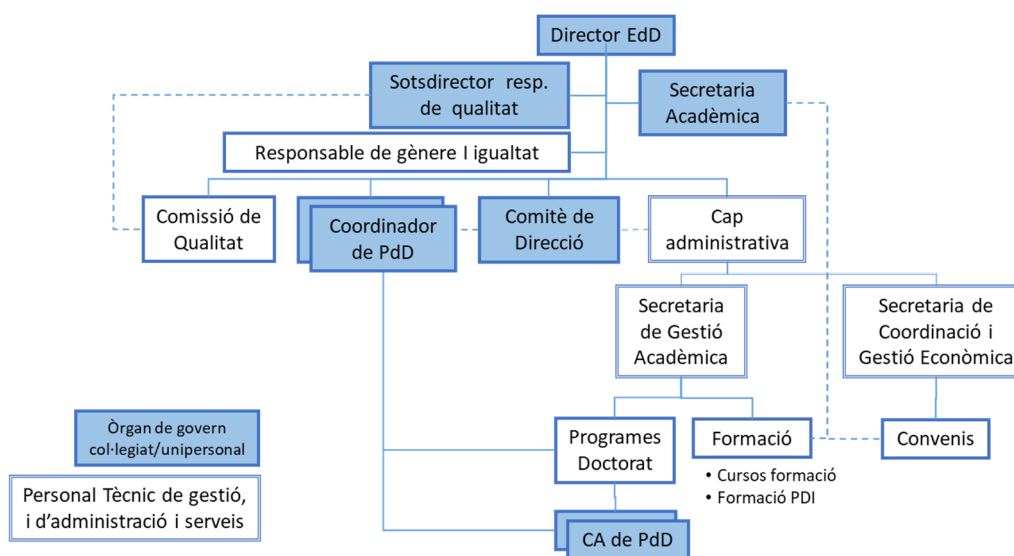 Director EdD
Sotsdirector resp.
de qualitat
Secretaria
Acadèmica
Responsable de gènere I igualtat
Comissió de
Qualitat
Coordinador
de PdD
Comitè de
Direcció
Cap
administrativa
Secretaria
de Gestió
Acadèmica
Secretaria de
Coordinació i
Gestió Econòmica
Òrgan de govern
col·legiat/unipersonal
Programes
Doctorat
Formació
Convenis
• Cursos formació
• Formació PDI
Personal Tècnic de gestió,
i d'administració i serveis
CA de PdD